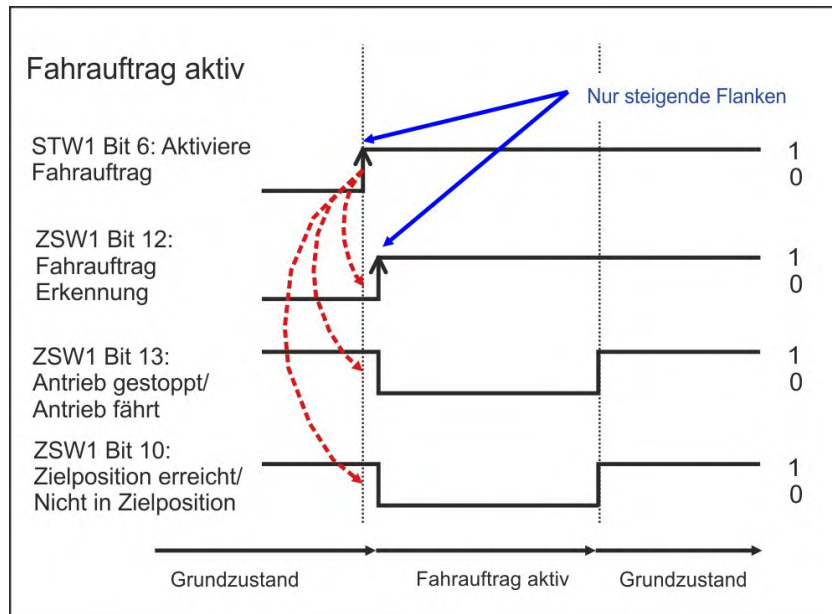 Fahrauftrag aktiv
Nur steigende Flanken
STW1 Bit 6: Aktiviere
Fahrauftrag
1
0
ZSW1 Bit 12:
Fahrauftrag
Erkennung
1
0
ZSW1 Bit 13:
Antrieb gestoppt/
Antrieb fährt
1
0
ZSW1 Bit 10:
Zielposition erreicht/
Nicht in Zielposition
1
0
Grundzustand
Fahrauftrag aktiv
Grundzustand